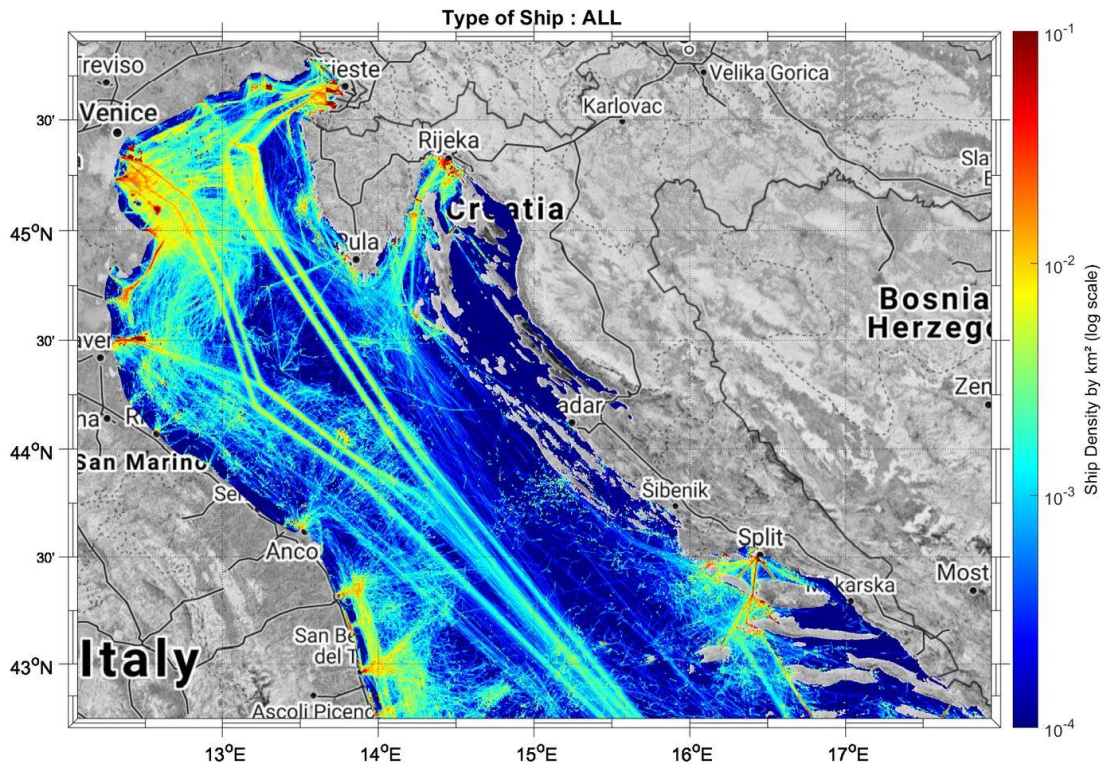 Type of Ship : ALL
10⁻¹
Treviso
Velika Gorica
Karlovac
Venice
30'
Rijeka
Croatia
45°N
Pula
10⁻²
Ship Density by km² (log scale)
Bosnia
Herzeg
30'
Zen
adar
44°N
San Marino
Šibenik
10⁻³
Split
30'
Anco
Most
Makarska
San Be
del T
43°N
Italy
Ascoli Piceno
10⁻⁴
13°E
14°E
15°E
16°E
17°E